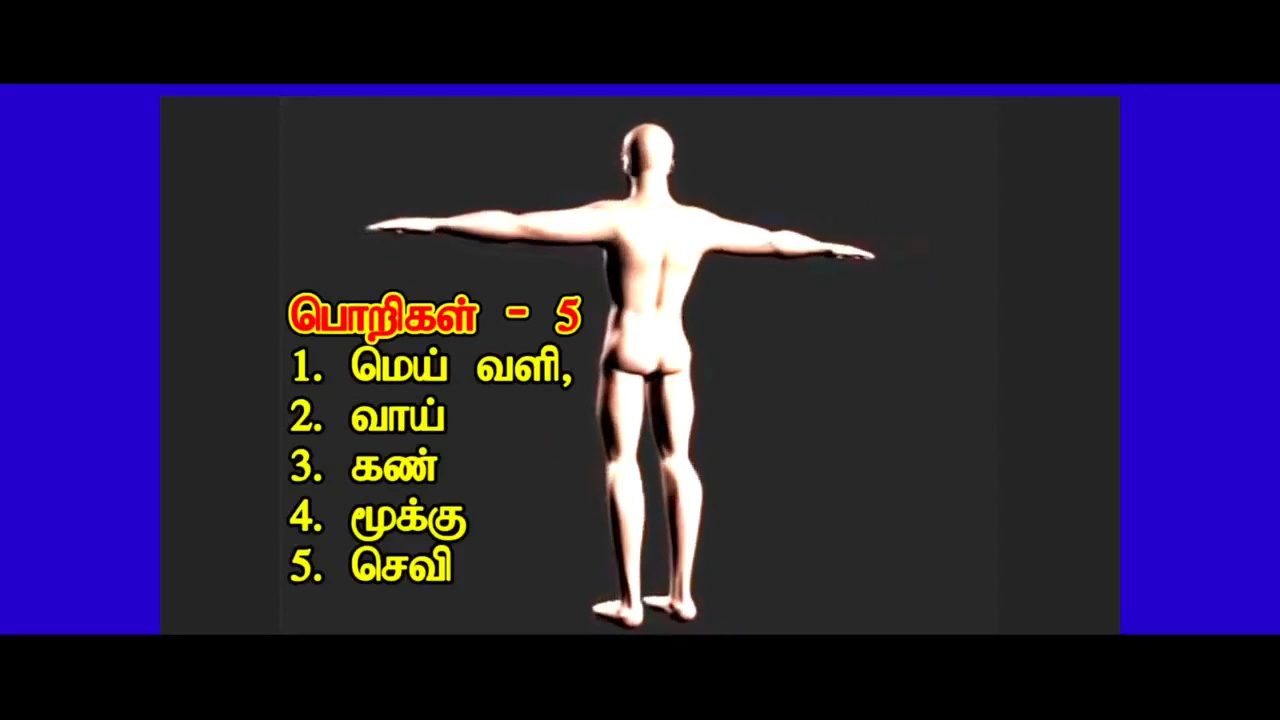 பொறிகள் - 5
1. மெய் வளி,
2. வாய்
3. கண்
4. மூக்கு
5. செவி